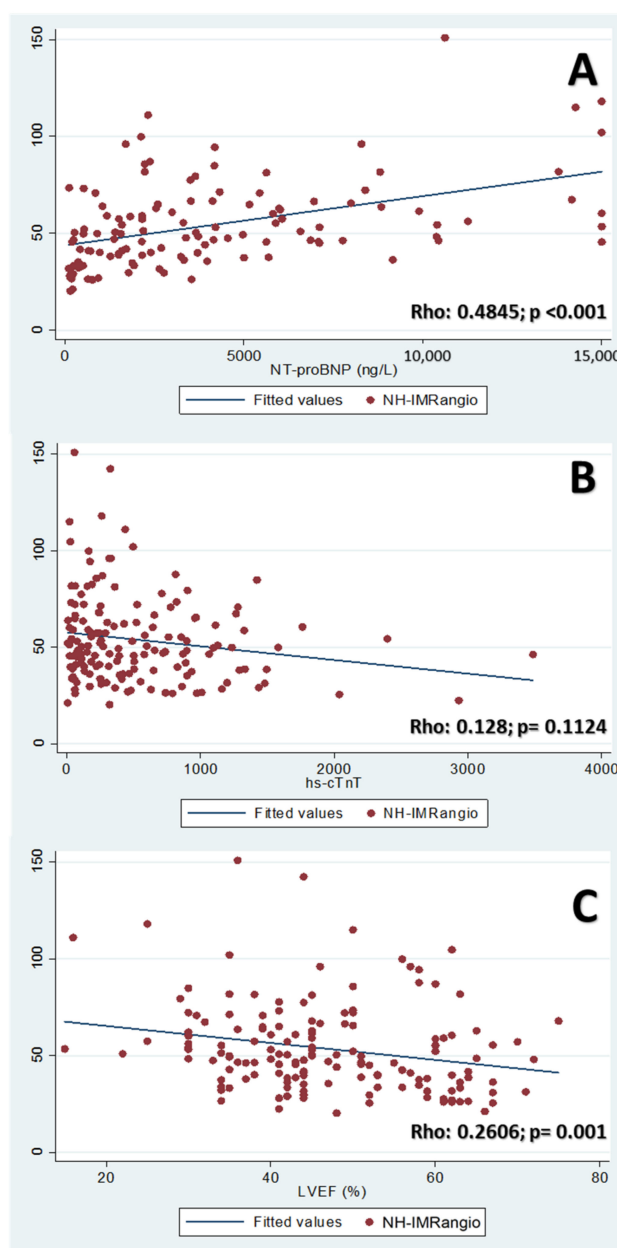 A
150
100
50
0
0 5000 10,000 15,000
NT-proBNP (ng/L)
Rho: 0.4845; p <0.001
Fitted values NH-IMRangio
B
150
100
50
0
0 1000 2000 3000 4000
hs-cTnT
Rho: 0.128; p= 0.1124
Fitted values NH-IMRangio
C
150
100
50
0
20 40 60 80
LVEF (%)
Rho: 0.2606; p= 0.001
Fitted values NH-IMRangio